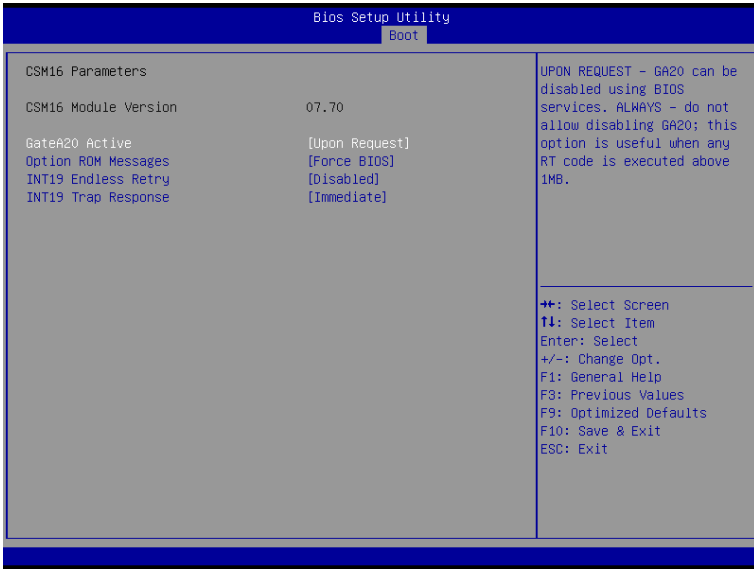 Bios Setup Utility
Boot
CSM16 Parameters
CSM16 Module Version 07.70
GateA20 Active [Upon Request]
Option ROM Messages [Force BIOS]
INT19 Endless Retry [Disabled]
INT19 Trap Response [Immediate]
UPON REQUEST - GA20 can be
disabled using BIOS
services. ALWAYS - do not
allow disabling GA20; this
option is useful when any
RT code is executed above
1MB.
→←: Select Screen
↑↓: Select Item
Enter: Select
+/-: Change Opt.
F1: General Help
F3: Previous Values
F9: Optimized Defaults
F10: Save & Exit
ESC: Exit